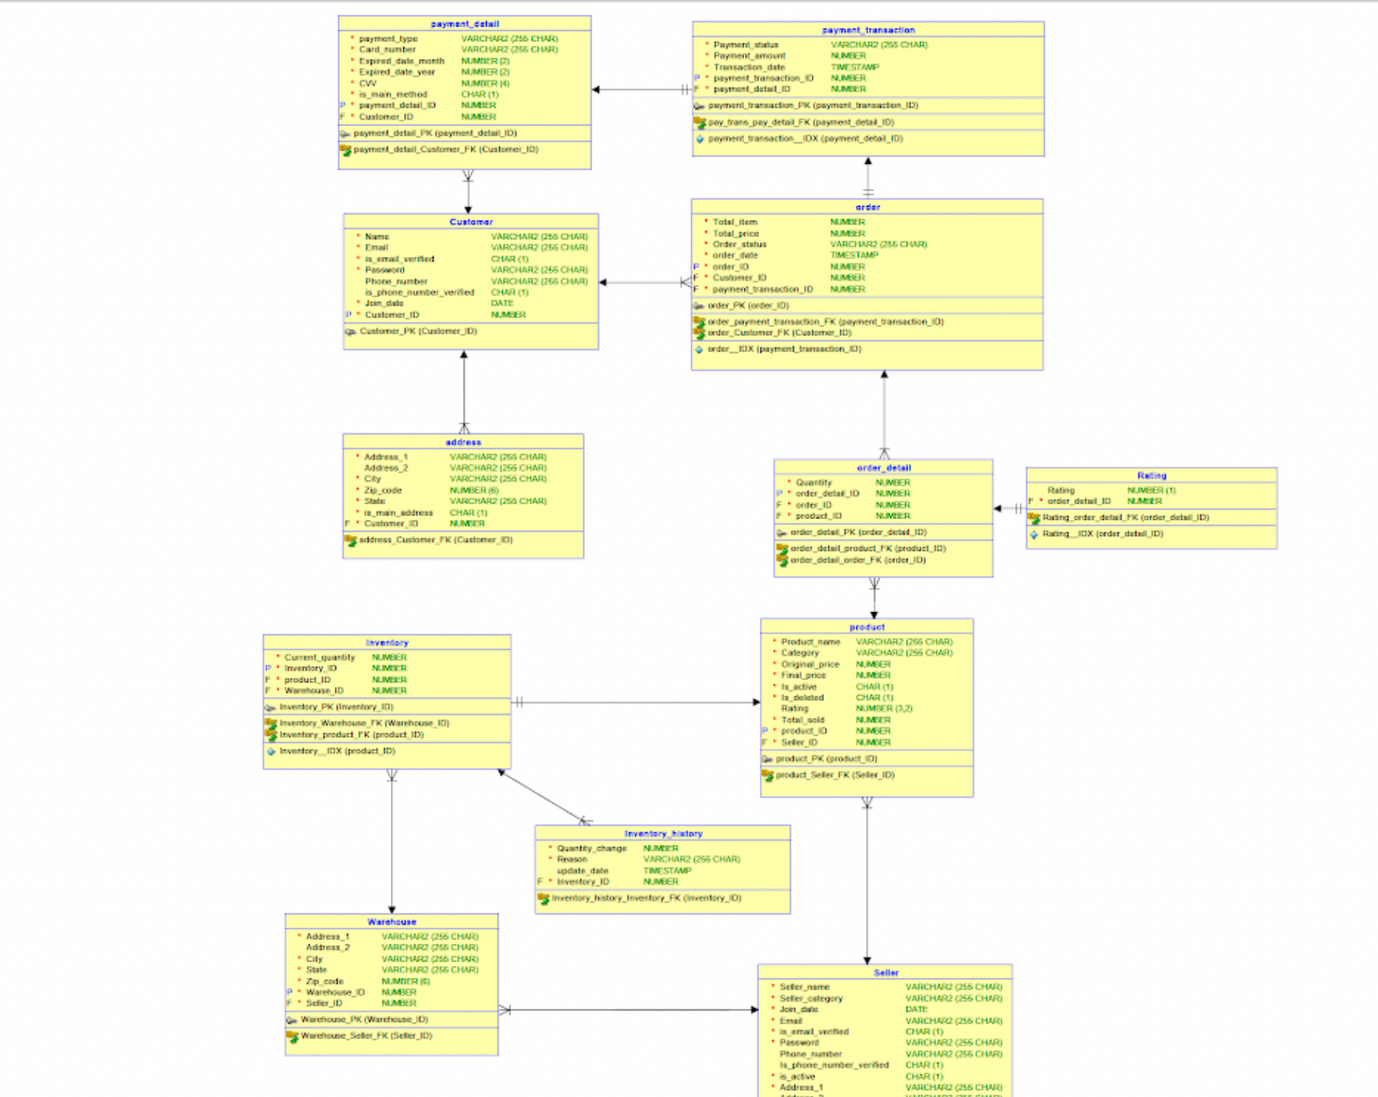 payment_detail
* payment_type VARCHAR2 (255 CHAR)
* Card_number VARCHAR2 (255 CHAR)
* Expired_date_month NUMBER (2)
* Expired_date_year NUMBER (2)
* CVV NUMBER (4)
* is_main_method CHAR (1)
P * payment_detail_ID NUMBER
F * Customer_ID NUMBER
payment_detail_PK (payment_detail_ID)
payment_detail_Customer_FK (Customer_ID)
payment_transaction
* Payment_status VARCHAR2 (255 CHAR)
* Payment_amount NUMBER
* Transaction_date TIMESTAMP
P * payment_transaction_ID NUMBER
F * payment_detail_ID NUMBER
payment_transaction_PK (payment_transaction_ID)
pay_trans_pay_detail_FK (payment_detail_ID)
payment_transaction__IDX (payment_detail_ID)
Customer
* Name VARCHAR2 (255 CHAR)
* Email VARCHAR2 (255 CHAR)
* is_email_verified CHAR (1)
* Password VARCHAR2 (255 CHAR)
Phone_number VARCHAR2 (255 CHAR)
is_phone_number_verified CHAR (1)
* Join_date DATE
P * Customer_ID NUMBER
Customer_PK (Customer_ID)
order
* Total_item NUMBER
* Total_price NUMBER
* Order_status VARCHAR2 (255 CHAR)
* order_date TIMESTAMP
P * order_ID NUMBER
F * Customer_ID NUMBER
F * payment_transaction_ID NUMBER
order_PK (order_ID)
order_payment_transaction_FK (payment_transaction_ID)
order_Customer_FK (Customer_ID)
order__IDX (payment_transaction_ID)
address
* Address_1 VARCHAR2 (255 CHAR)
Address_2 VARCHAR2 (255 CHAR)
* City VARCHAR2 (255 CHAR)
* Zip_code NUMBER (6)
* State VARCHAR2 (255 CHAR)
* is_main_address CHAR (1)
F * Customer_ID NUMBER
address_Customer_FK (Customer_ID)
order_detail
* Quantity NUMBER
P * order_detail_ID NUMBER
F * order_ID NUMBER
F * product_ID NUMBER
order_detail_PK (order_detail_ID)
order_detail_product_FK (product_ID)
order_detail_order_FK (order_ID)
Rating
Rating NUMBER (1)
F * order_detail_ID NUMBER
Rating_order_detail_FK (order_detail_ID)
Rating__IDX (order_detail_ID)
Inventory
* Current_quantity NUMBER
P * Inventory_ID NUMBER
F * product_ID NUMBER
F * Warehouse_ID NUMBER
Inventory_PK (Inventory_ID)
Inventory_Warehouse_FK (Warehouse_ID)
Inventory_product_FK (product_ID)
Inventory__IDX (product_ID)
product
* Product_name VARCHAR2 (255 CHAR)
* Category VARCHAR2 (255 CHAR)
* Original_price NUMBER
* Final_price NUMBER
* Is_active CHAR (1)
* Is_deleted CHAR (1)
Rating NUMBER (3,2)
* Total_sold NUMBER
P * product_ID NUMBER
F * Seller_ID NUMBER
product_PK (product_ID)
product_Seller_FK (Seller_ID)
Inventory_history
* Quantity_change NUMBER
* Reason VARCHAR2 (255 CHAR)
update_date TIMESTAMP
F * Inventory_ID NUMBER
Inventory_history_Inventory_FK (Inventory_ID)
Warehouse
* Address_1 VARCHAR2 (255 CHAR)
Address_2 VARCHAR2 (255 CHAR)
* City VARCHAR2 (255 CHAR)
* State VARCHAR2 (255 CHAR)
* Zip_code NUMBER (6)
P * Warehouse_ID NUMBER
F * Seller_ID NUMBER
Warehouse_PK (Warehouse_ID)
Warehouse_Seller_FK (Seller_ID)
Seller
* Seller_name VARCHAR2 (255 CHAR)
* Seller_category VARCHAR2 (255 CHAR)
* Join_date DATE
* Email VARCHAR2 (255 CHAR)
* is_email_verified CHAR (1)
* Password VARCHAR2 (255 CHAR)
Phone_number VARCHAR2 (255 CHAR)
Is_phone_number_verified CHAR (1)
* is_active CHAR (1)
* Address_1 VARCHAR2 (255 CHAR)